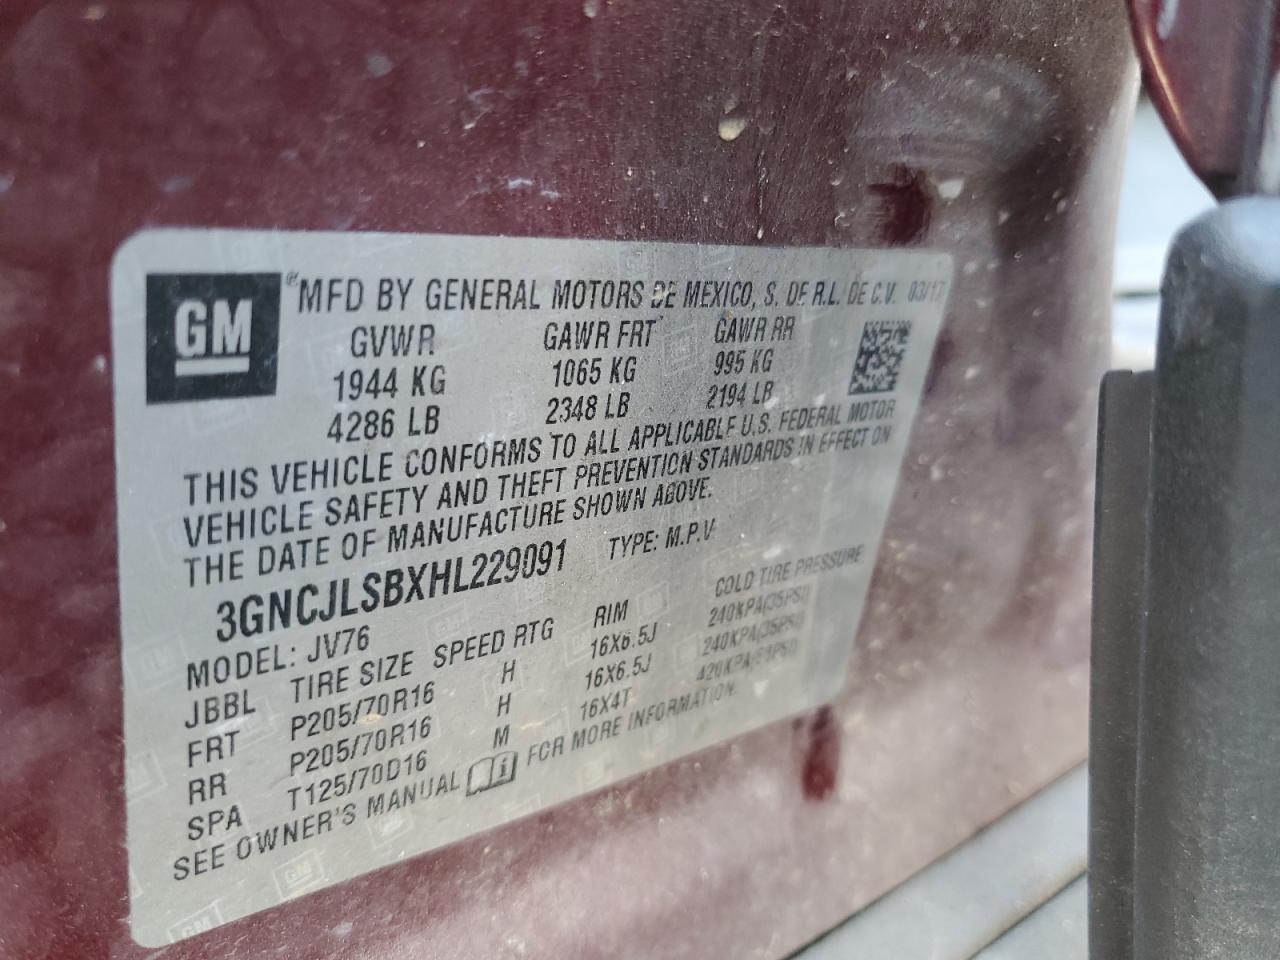 GM ® MFD BY GENERAL MOTORS DE MEXICO, S. DE R.L. DE C.V. 03/17
GVWR GAWR FRT GAWR RR
1944 KG 1065 KG 995 KG
4286 LB 2348 LB 2194 LB
THIS VEHICLE CONFORMS TO ALL APPLICABLE U.S. FEDERAL MOTOR
VEHICLE SAFETY AND THEFT PREVENTION STANDARDS IN EFFECT ON
THE DATE OF MANUFACTURE SHOWN ABOVE.
3GNCJLSBXHL229091 TYPE: M.P.V.
MODEL: JV76
JBBL TIRE SIZE SPEED RTG RIM COLD TIRE PRESSURE
FRT P205/70R16 H 16X6.5J 240KPA(35PSI)
RR P205/70R16 H 16X6.5J 240KPA(35PSI)
SPA T125/70D16 M 16X4T 420KPA
SEE OWNER'S MANUAL FOR MORE INFORMATION.